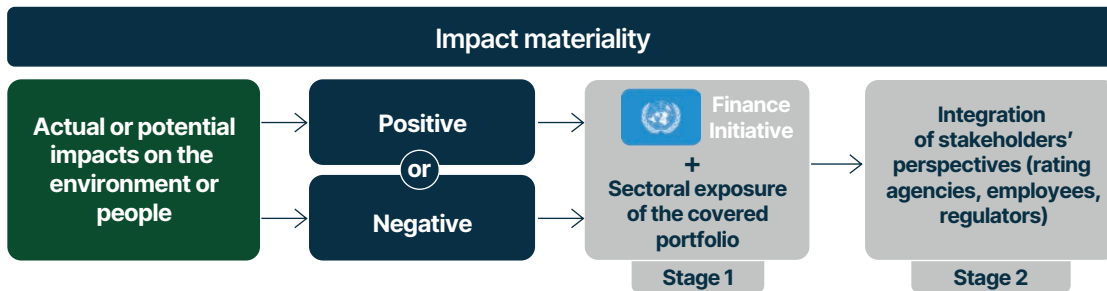 Impact materiality
Actual or potential
impacts on the
environment or
people
Positive
or
Negative
Finance
Initiative
+
Sectoral exposure
of the covered
portfolio
Stage 1
Integration
of stakeholders’
perspectives (rating
agencies, employees,
regulators)
Stage 2